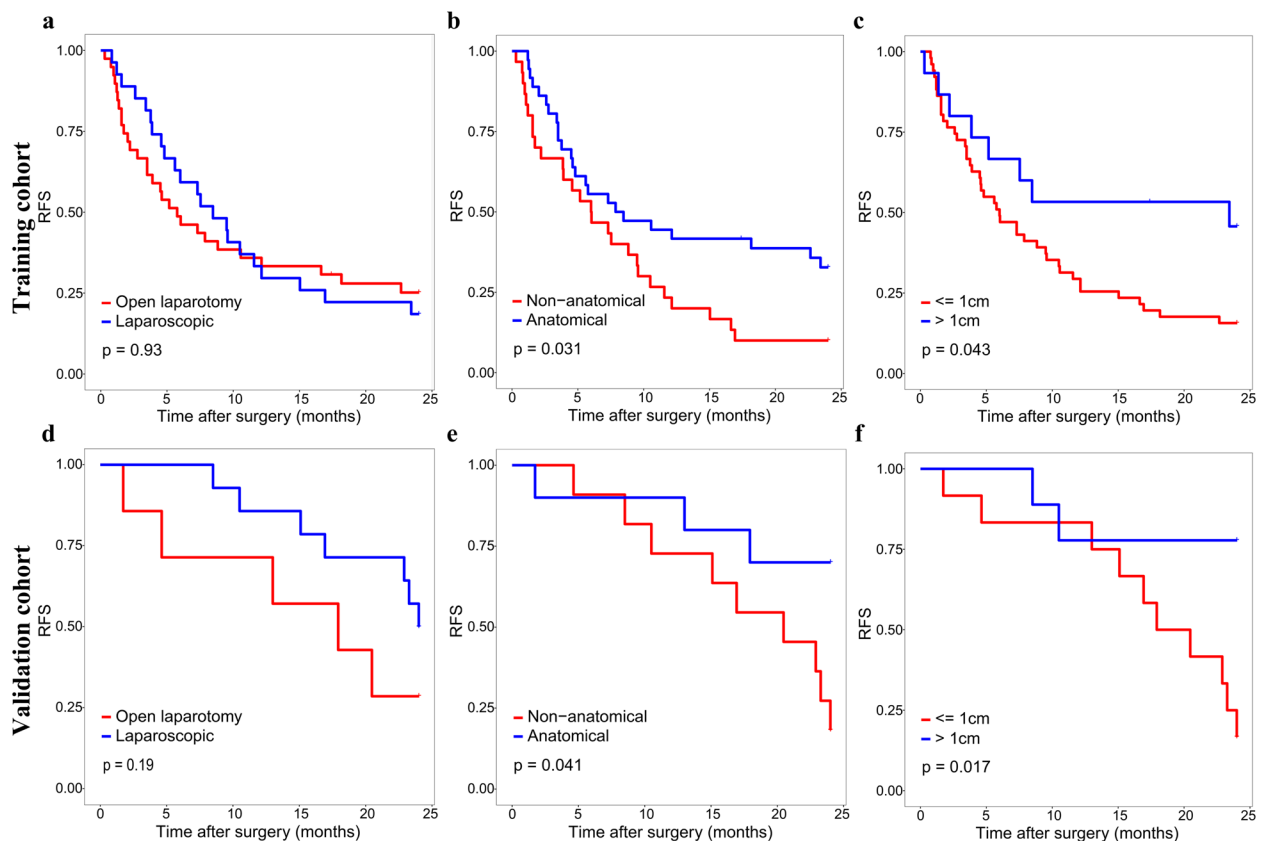 a
b
c
Training cohort
RFS
1.00
0.75
0.50
0.25
0.00
Open laparotomy
Laparoscopic
p = 0.93
0 5 10 15 20 25
Time after surgery (months)
RFS
1.00
0.75
0.50
0.25
0.00
Non−anatomical
Anatomical
p = 0.031
0 5 10 15 20 25
Time after surgery (months)
RFS
1.00
0.75
0.50
0.25
0.00
<= 1cm
> 1cm
p = 0.043
0 5 10 15 20 25
Time after surgery (months)
d
e
f
Validation cohort
RFS
1.00
0.75
0.50
0.25
0.00
Open laparotomy
Laparoscopic
p = 0.19
0 5 10 15 20 25
Time after surgery (months)
RFS
1.00
0.75
0.50
0.25
0.00
Non−anatomical
Anatomical
p = 0.041
0 5 10 15 20 25
Time after surgery (months)
RFS
1.00
0.75
0.50
0.25
0.00
<= 1cm
> 1cm
p = 0.017
0 5 10 15 20 25
Time after surgery (months)